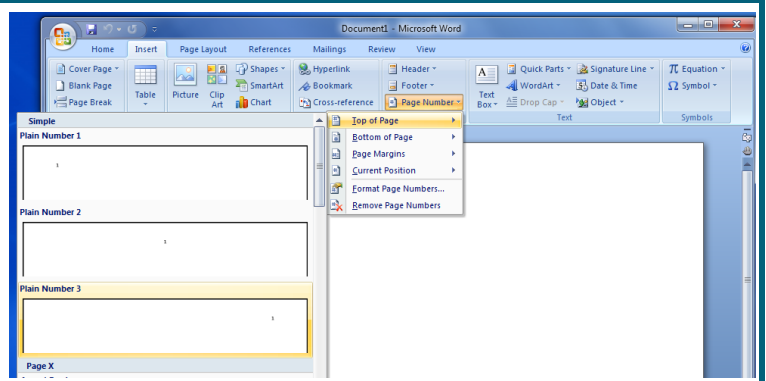 Document1 - Microsoft Word
Home Insert Page Layout References Mailings Review View
Cover Page
Blank Page
Page Break
Table
Picture
Clip Art
Shapes
SmartArt
Chart
Hyperlink
Bookmark
Cross-reference
Header
Footer
Page Number
Text Box
Quick Parts
WordArt
Drop Cap
Signature Line
Date & Time
Object
Equation
Symbol
Text
Symbols
Simple
Plain Number 1
1
Plain Number 2
1
Plain Number 3
1
Page X
Top of Page
Bottom of Page
Page Margins
Current Position
Format Page Numbers...
Remove Page Numbers